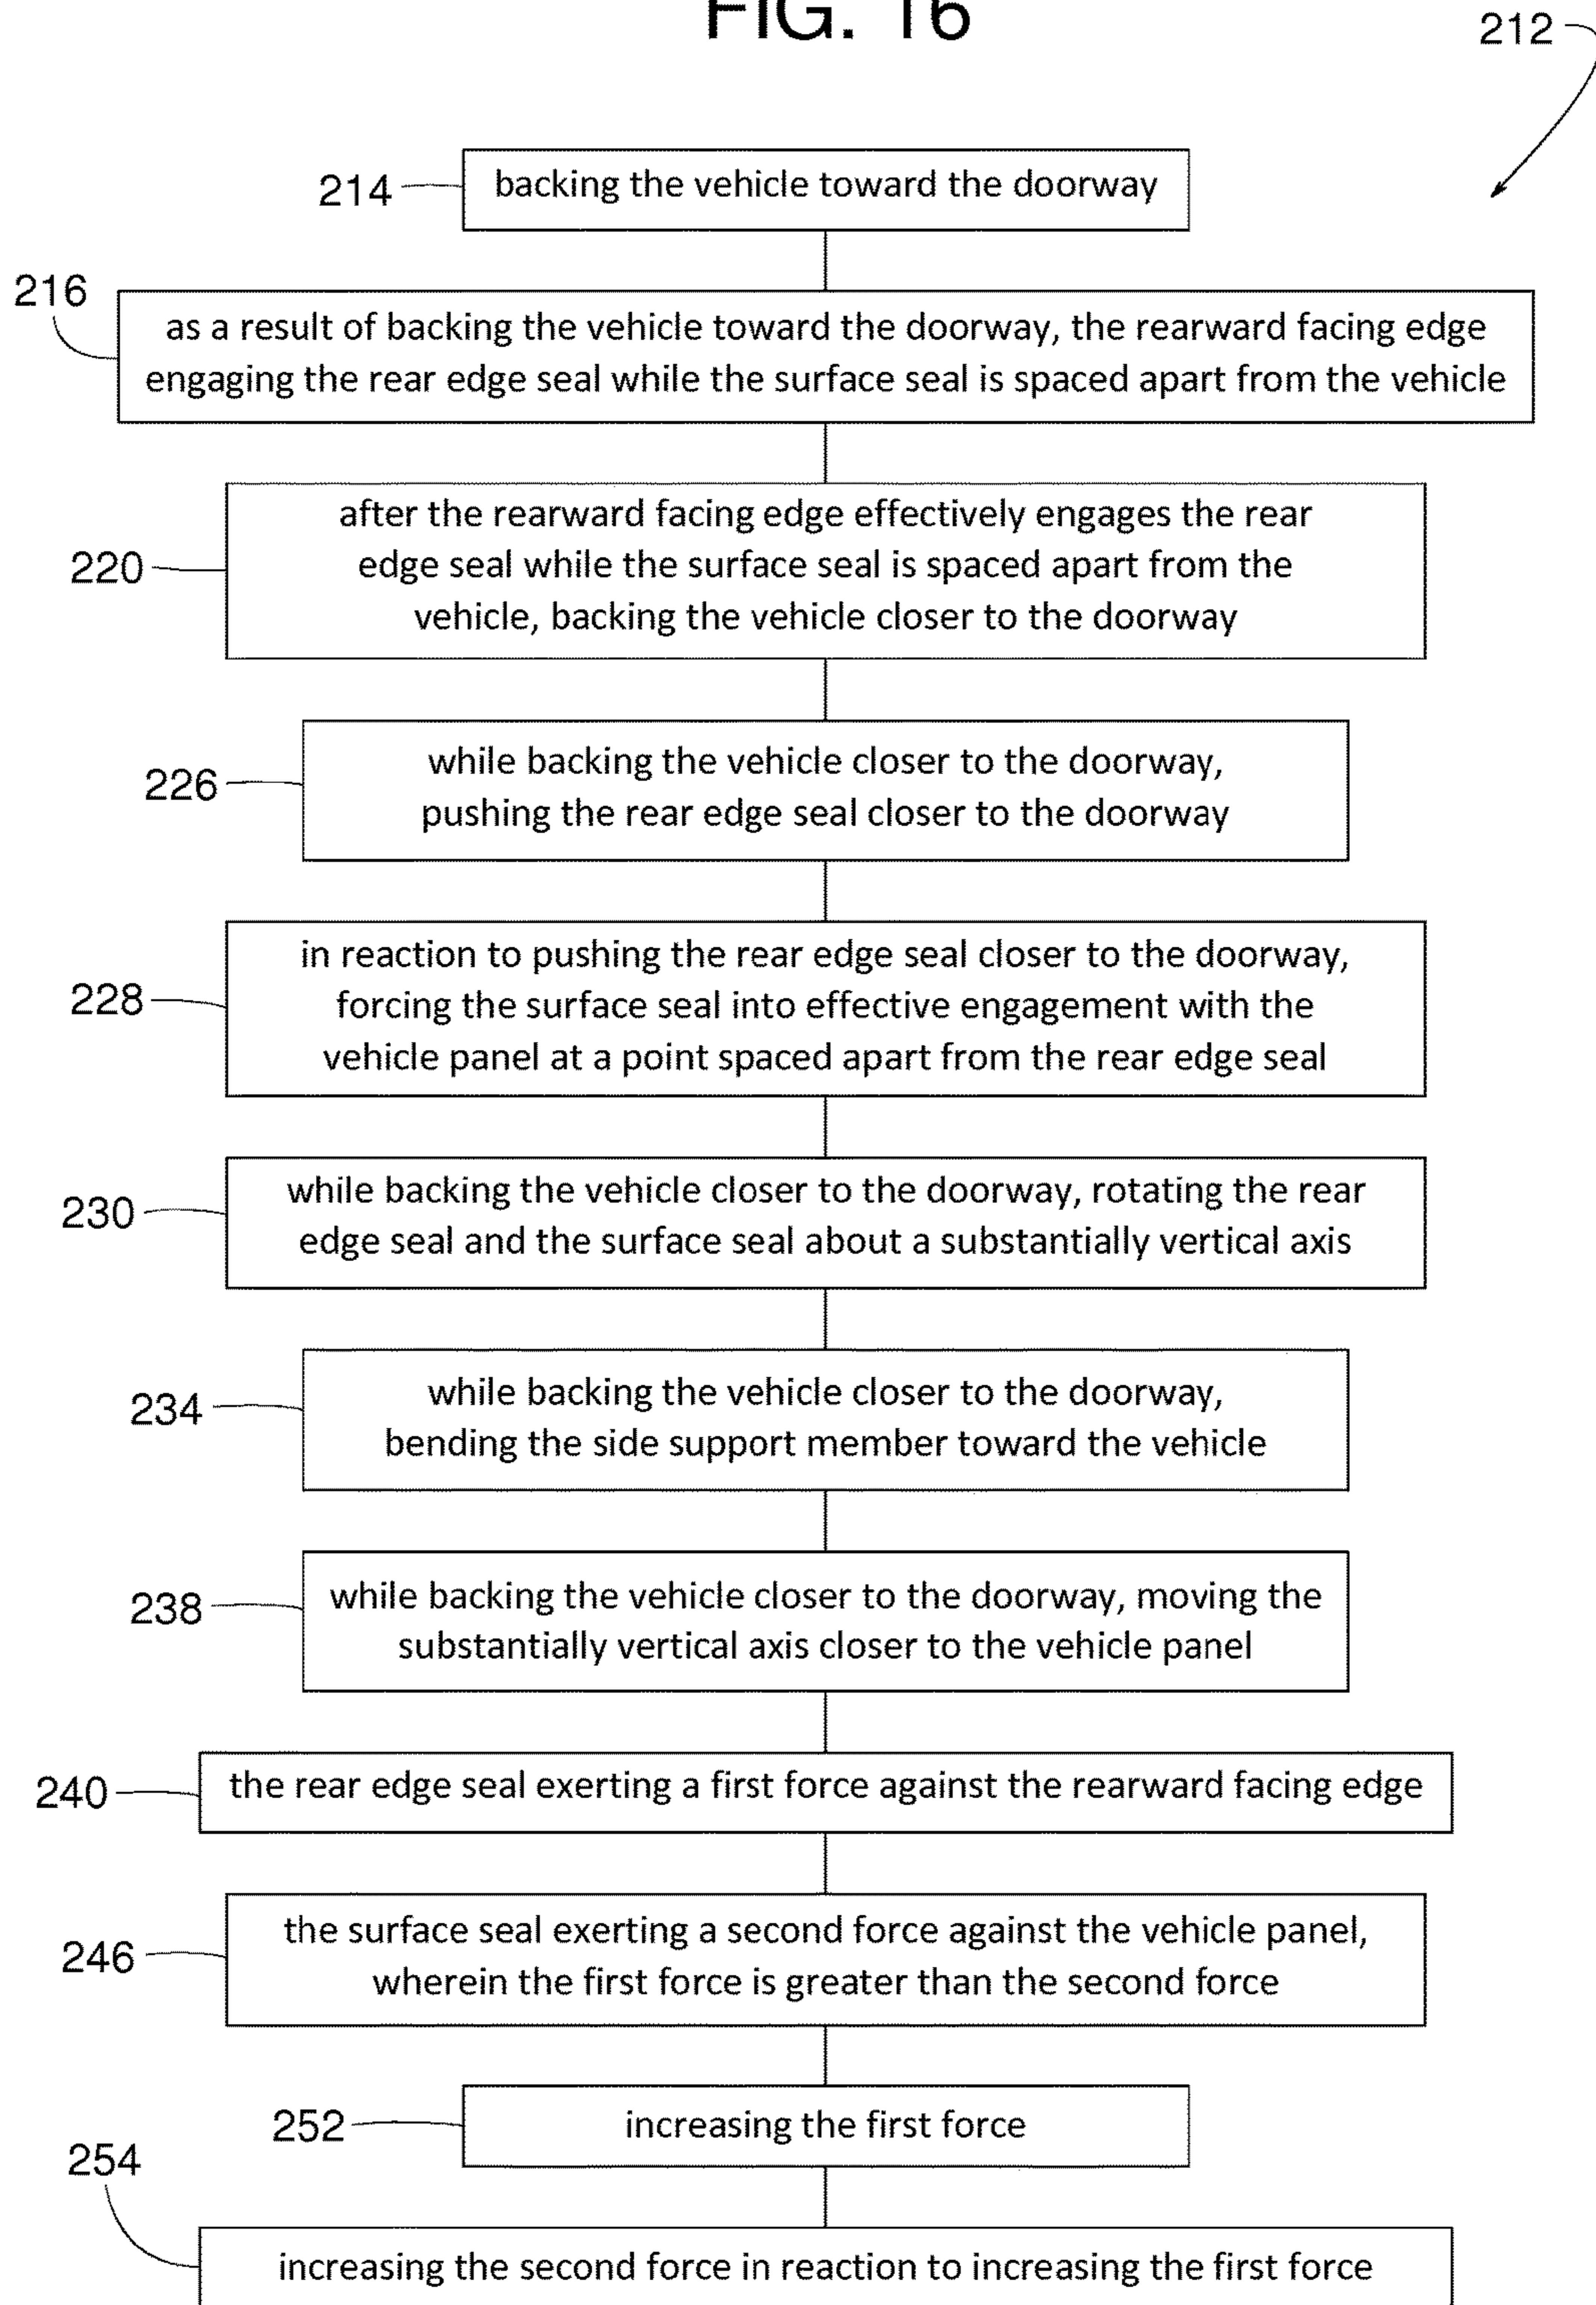 FIG. 16
212
214
backing the vehicle toward the doorway
216
as a result of backing the vehicle toward the doorway, the rearward facing edge
engaging the rear edge seal while the surface seal is spaced apart from the vehicle
220
after the rearward facing edge effectively engages the rear
edge seal while the surface seal is spaced apart from the
vehicle, backing the vehicle closer to the doorway
226
while backing the vehicle closer to the doorway,
pushing the rear edge seal closer to the doorway
228
in reaction to pushing the rear edge seal closer to the doorway,
forcing the surface seal into effective engagement with the
vehicle panel at a point spaced apart from the rear edge seal
230
while backing the vehicle closer to the doorway, rotating the rear
edge seal and the surface seal about a substantially vertical axis
234
while backing the vehicle closer to the doorway,
bending the side support member toward the vehicle
238
while backing the vehicle closer to the doorway, moving the
substantially vertical axis closer to the vehicle panel
240
the rear edge seal exerting a first force against the rearward facing edge
246
the surface seal exerting a second force against the vehicle panel,
wherein the first force is greater than the second force
252
increasing the first force
254
increasing the second force in reaction to increasing the first force